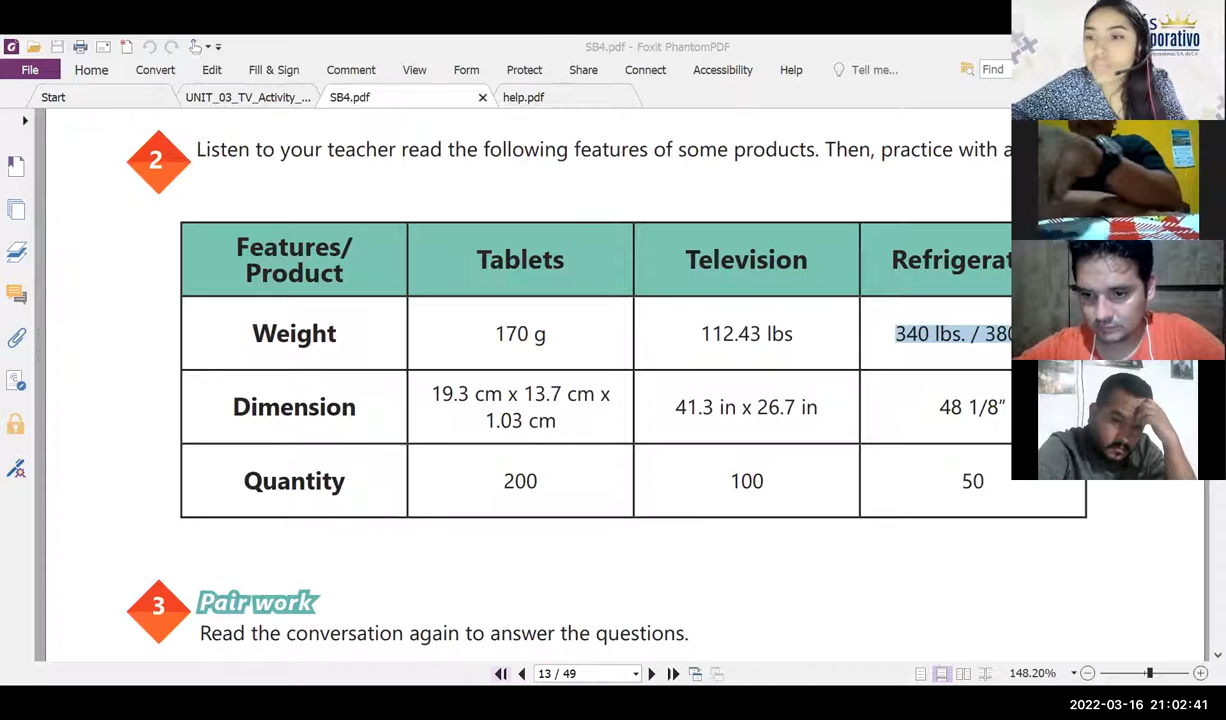 SB4.pdf - Foxit PhantomPDF
File Home Convert Edit Fill & Sign Comment View Form Protect Share Connect Accessibility Help Tell me... Find
Start UNIT_03_TV_Activity_... SB4.pdf help.pdf
2 Listen to your teacher read the following features of some products. Then, practice with a
Features/
Product
Tablets
Television
Refrigerat
Weight
170 g
112.43 lbs
340 lbs. / 380
Dimension
19.3 cm x 13.7 cm x
1.03 cm
41.3 in x 26.7 in
48 1/8”
Quantity
200
100
50
3 Pair work
Read the conversation again to answer the questions.
13 / 49
148.20%
2022-03-16 21:02:41